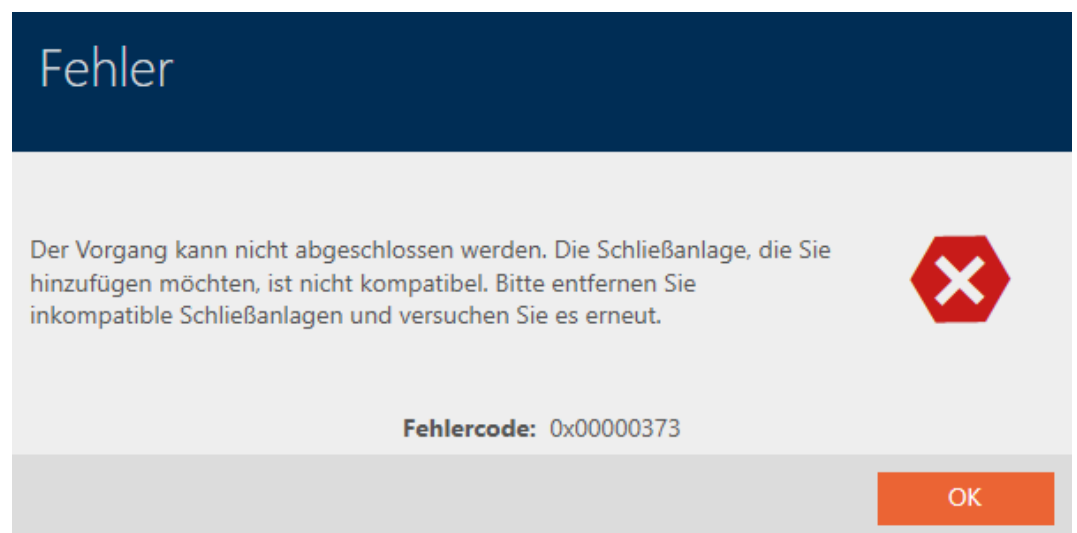 Fehler
Der Vorgang kann nicht abgeschlossen werden. Die Schließanlage, die Sie
hinzufügen möchten, ist nicht kompatibel. Bitte entfernen Sie
inkompatible Schließanlagen und versuchen Sie es erneut.
Fehlercode: 0x00000373
OK